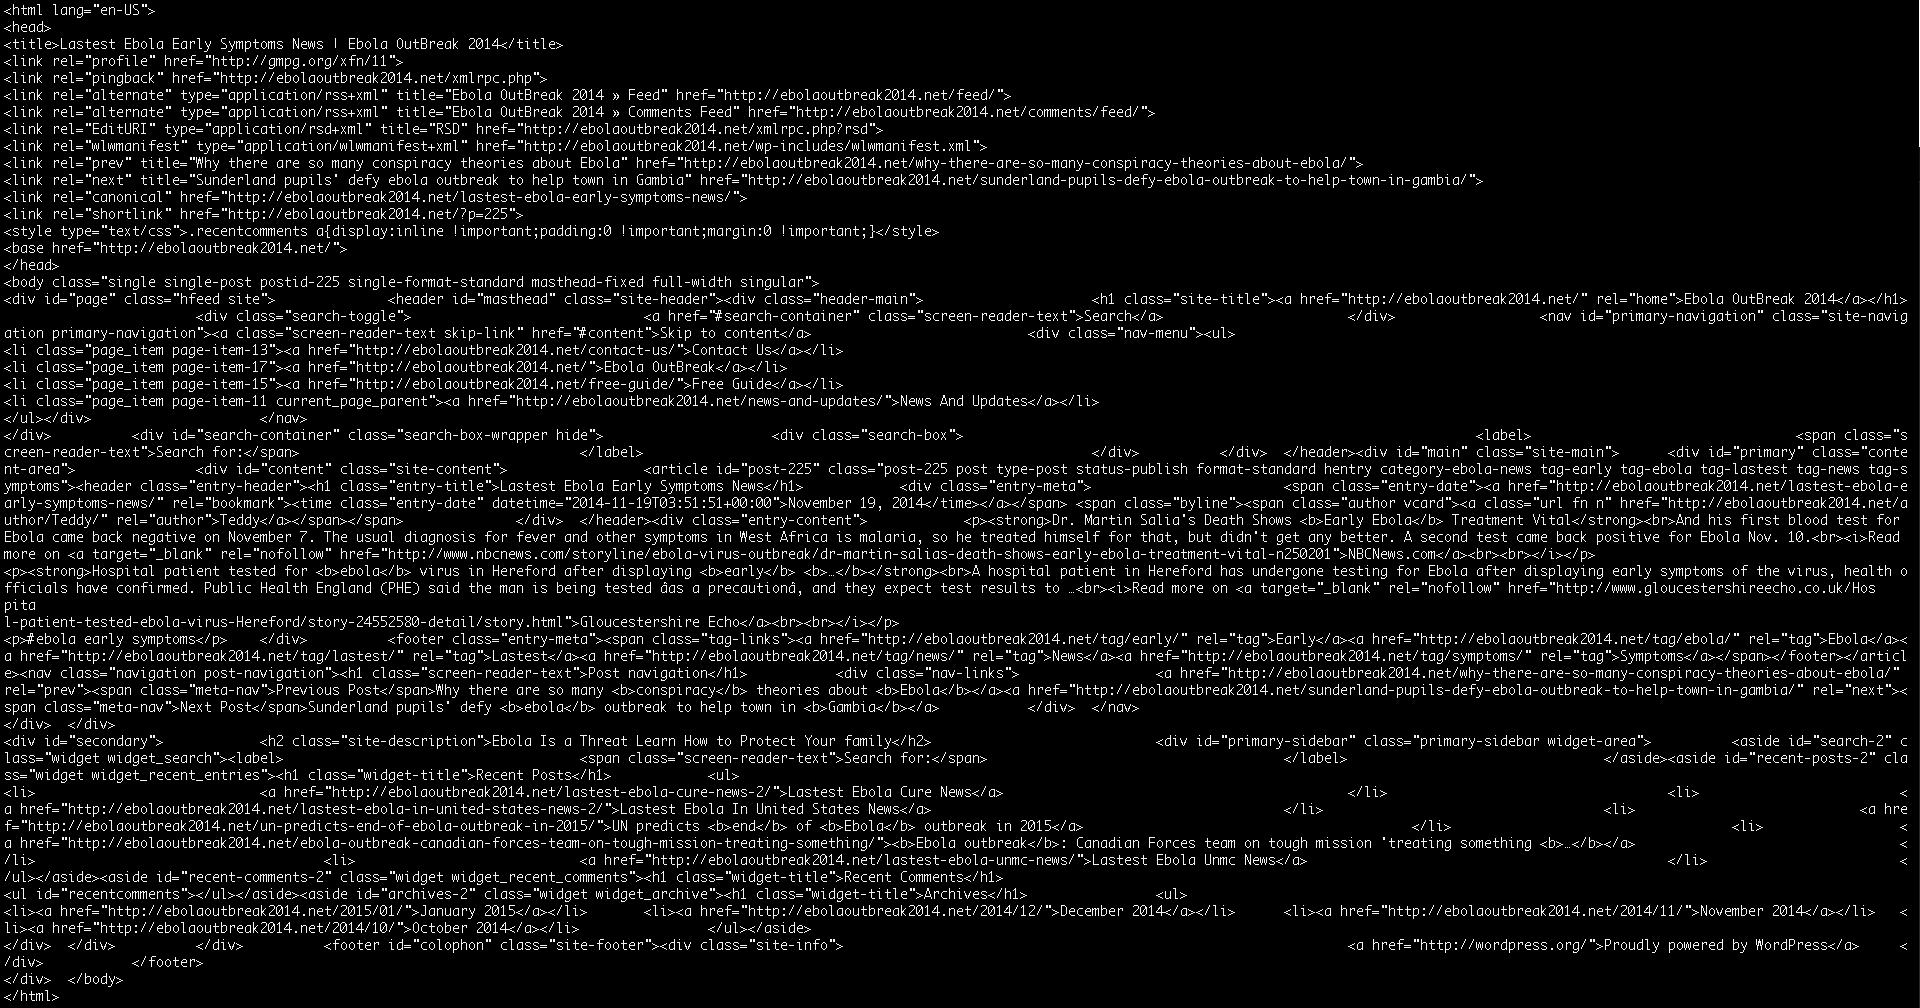 <html lang="en-US">
<head>
<title>Lastest Ebola Early Symptoms News | Ebola OutBreak 2014</title>
<link rel="profile" href="http://gmpg.org/xfn/11">
<link rel="pingback" href="http://ebolaoutbreak2014.net/xmlrpc.php">
<link rel="alternate" type="application/rss+xml" title="Ebola OutBreak 2014 » Feed" href="http://ebolaoutbreak2014.net/feed/">
<link rel="alternate" type="application/rss+xml" title="Ebola OutBreak 2014 » Comments Feed" href="http://ebolaoutbreak2014.net/comments/feed/">
<link rel="EditURI" type="application/rsd+xml" title="RSD" href="http://ebolaoutbreak2014.net/xmlrpc.php?rsd">
<link rel="wlwmanifest" type="application/wlwmanifest+xml" href="http://ebolaoutbreak2014.net/wp-includes/wlwmanifest.xml">
<link rel="prev" title="Why there are so many conspiracy theories about Ebola" href="http://ebolaoutbreak2014.net/why-there-are-so-many-conspiracy-theories-about-ebola/">
<link rel="next" title="Sunderland pupils' defy ebola outbreak to help town in Gambia" href="http://ebolaoutbreak2014.net/sunderland-pupils-defy-ebola-outbreak-to-help-town-in-gambia/">
<link rel="canonical" href="http://ebolaoutbreak2014.net/lastest-ebola-early-symptoms-news/">
<link rel="shortlink" href="http://ebolaoutbreak2014.net/?p=225">
<style type="text/css">.recentcomments a{display:inline !important;padding:0 !important;margin:0 !important;}</style>
<base href="http://ebolaoutbreak2014.net/">
</head>
<body class="single single-post postid-225 single-format-standard masthead-fixed full-width singular">
<div id="page" class="hfeed site"> <header id="masthead" class="site-header"><div class="header-main"> <h1 class="site-title"><a href="http://ebolaoutbreak2014.net/" rel="home">Ebola OutBreak 2014</a></h1>
<div class="search-toggle"> <a href="#search-container" class="screen-reader-text">Search</a> </div> <nav id="primary-navigation" class="site-navig
ation primary-navigation"><a class="screen-reader-text skip-link" href="#content">Skip to content</a> <div class="nav-menu"><ul>
<li class="page_item page-item-13"><a href="http://ebolaoutbreak2014.net/contact-us/">Contact Us</a></li>
<li class="page_item page-item-17"><a href="http://ebolaoutbreak2014.net/">Ebola OutBreak</a></li>
<li class="page_item page-item-15"><a href="http://ebolaoutbreak2014.net/free-guide/">Free Guide</a></li>
<li class="page_item page-item-11 current_page_parent"><a href="http://ebolaoutbreak2014.net/news-and-updates/">News And Updates</a></li>
</ul></div> </nav>
</div> <div id="search-container" class="search-box-wrapper hide"> <div class="search-box"> <label> <span class="s
creen-reader-text">Search for:</span> </label> </div> </div> </header><div id="main" class="site-main"> <div id="primary" class="conte
nt-area"> <div id="content" class="site-content"> <article id="post-225" class="post-225 post type-post status-publish format-standard hentry category-ebola-news tag-early tag-ebola tag-lastest tag-news tag-s
ymptoms"><header class="entry-header"><h1 class="entry-title">Lastest Ebola Early Symptoms News</h1> <div class="entry-meta"> <span class="entry-date"><a href="http://ebolaoutbreak2014.net/lastest-ebola-e
arly-symptoms-news/" rel="bookmark"><time class="entry-date" datetime="2014-11-19T03:51:51+00:00">November 19, 2014</time></a></span> <span class="byline"><span class="author vcard"><a class="url fn n" href="http://ebolaoutbreak2014.net/a
uthor/Teddy/" rel="author">Teddy</a></span></span> </div> </header><div class="entry-content"> <p><strong>Dr. Martin Salia's Death Shows <b>Early Ebola</b> Treatment Vital</strong><br>And his first blood test for
Ebola came back negative on November 7. The usual diagnosis for fever and other symptoms in West Africa is malaria, so he treated himself for that, but didn't get any better. A second test came back positive for Ebola Nov. 10.<br><i>Read
more on <a target="_blank" rel="nofollow" href="http://www.nbcnews.com/storyline/ebola-virus-outbreak/dr-martin-salias-death-shows-early-ebola-treatment-vital-n250201">NBCNews.com</a><br><br></i></p>
<p><strong>Hospital patient tested for <b>ebola</b> virus in Hereford after displaying <b>early</b> <b>…</b></strong><br>A hospital patient in Hereford has undergone testing for Ebola after displaying early symptoms of the virus, health o
fficials have confirmed. Public Health England (PHE) said the man is being tested âas a precautionâ, and they expect test results to …<br><i>Read more on <a target="_blank" rel="nofollow" href="http://www.gloucestershireecho.co.uk/Hos
pita
l-patient-tested-ebola-virus-Hereford/story-24552580-detail/story.html">Gloucestershire Echo</a><br><br></i></p>
<p>#ebola early symptoms</p> </div> <footer class="entry-meta"><span class="tag-links"><a href="http://ebolaoutbreak2014.net/tag/early/" rel="tag">Early</a><a href="http://ebolaoutbreak2014.net/tag/ebola/" rel="tag">Ebola</a><
a href="http://ebolaoutbreak2014.net/tag/lastest/" rel="tag">Lastest</a><a href="http://ebolaoutbreak2014.net/tag/news/" rel="tag">News</a><a href="http://ebolaoutbreak2014.net/tag/symptoms/" rel="tag">Symptoms</a></span></footer></articl
e><nav class="navigation post-navigation"><h1 class="screen-reader-text">Post navigation</h1> <div class="nav-links"> <a href="http://ebolaoutbreak2014.net/why-there-are-so-many-conspiracy-theories-about-ebola/"
rel="prev"><span class="meta-nav">Previous Post</span>Why there are so many <b>conspiracy</b> theories about <b>Ebola</b></a><a href="http://ebolaoutbreak2014.net/sunderland-pupils-defy-ebola-outbreak-to-help-town-in-gambia/" rel="next"><
span class="meta-nav">Next Post</span>Sunderland pupils' defy <b>ebola</b> outbreak to help town in <b>Gambia</b></a> </div> </nav>
</div> </div>
<div id="secondary"> <h2 class="site-description">Ebola Is a Threat Learn How to Protect Your family</h2> <div id="primary-sidebar" class="primary-sidebar widget-area"> <aside id="search-2" c
lass="widget widget_search"><label> <span class="screen-reader-text">Search for:</span> </label> </aside><aside id="recent-posts-2" cla
ss="widget widget_recent_entries"><h1 class="widget-title">Recent Posts</h1> <ul>
<li> <a href="http://ebolaoutbreak2014.net/lastest-ebola-cure-news-2/">Lastest Ebola Cure News</a> </li> <li> <
a href="http://ebolaoutbreak2014.net/lastest-ebola-in-united-states-news-2/">Lastest Ebola In United States News</a> </li> <li> <a hre
f="http://ebolaoutbreak2014.net/un-predicts-end-of-ebola-outbreak-in-2015/">UN predicts <b>end</b> of <b>Ebola</b> outbreak in 2015</a> </li> <li> <
a href="http://ebolaoutbreak2014.net/ebola-outbreak-canadian-forces-team-on-tough-mission-treating-something/"><b>Ebola outbreak</b>: Canadian Forces team on tough mission 'treating something <b>…</b></a> <
/li> <li> <a href="http://ebolaoutbreak2014.net/lastest-ebola-unmc-news/">Lastest Ebola Unmc News</a> </li> <
/ul></aside><aside id="recent-comments-2" class="widget widget_recent_comments"><h1 class="widget-title">Recent Comments</h1>
<ul id="recentcomments"></ul></aside><aside id="archives-2" class="widget widget_archive"><h1 class="widget-title">Archives</h1> <ul>
<li><a href="http://ebolaoutbreak2014.net/2015/01/">January 2015</a></li> <li><a href="http://ebolaoutbreak2014.net/2014/12/">December 2014</a></li> <li><a href="http://ebolaoutbreak2014.net/2014/11/">November 2014</a></li> <
li><a href="http://ebolaoutbreak2014.net/2014/10/">October 2014</a></li> </ul></aside>
</div> </div> </div> <footer id="colophon" class="site-footer"><div class="site-info"> <a href="http://wordpress.org/">Proudly powered by WordPress</a> <
/div> </footer>
</div> </body>
</html>